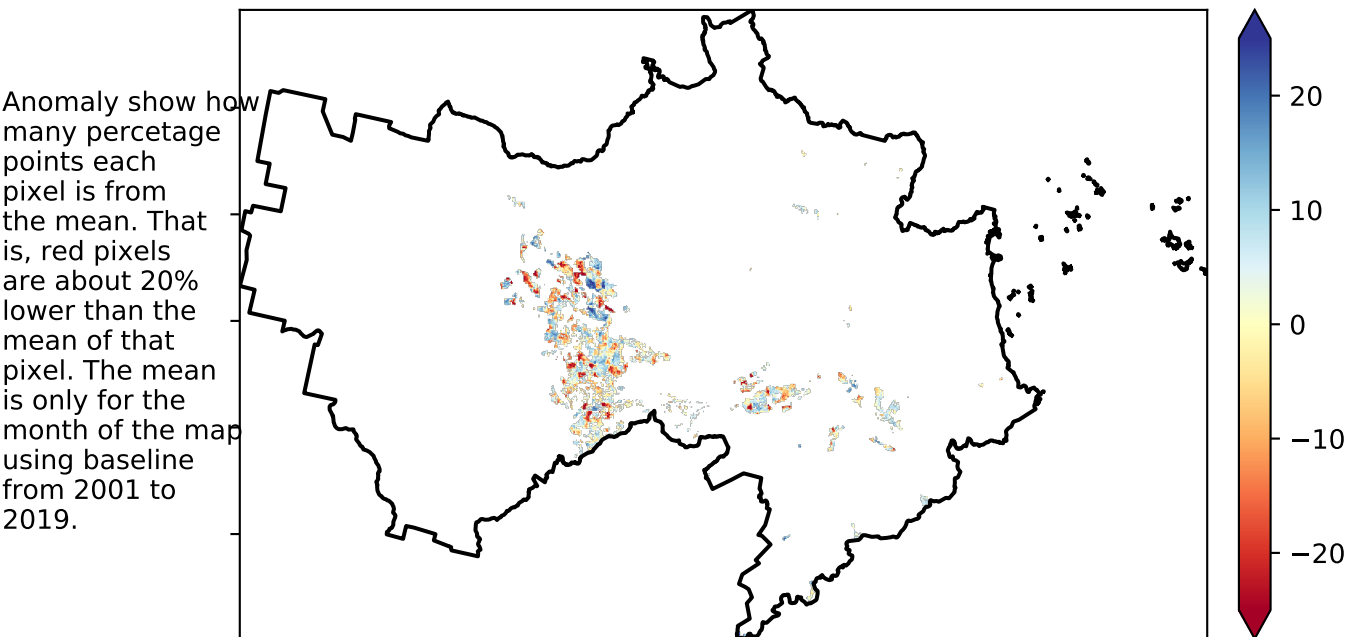 Anomaly show how
many percetage
points each
pixel is from
the mean. That
is, red pixels
are about 20%
lower than the
mean of that
pixel. The mean
is only for the
month of the map
using baseline
from 2001 to
2019.
20
10
0
−10
−20